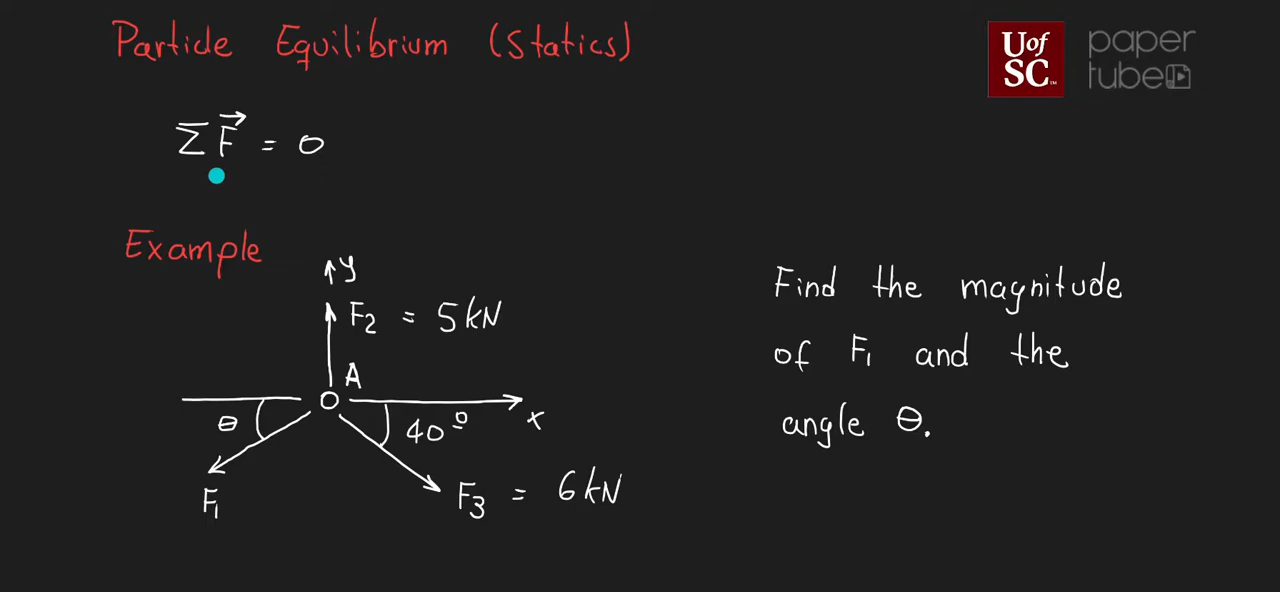 Particle Equilibrium (Statics)
UofSC™
paper
tube
ΣF⃗ = 0
Example
y
F₂ = 5kN
A
θ
40°
x
F₁
F₃ = 6kN
Find the magnitude
of F₁ and the
angle θ.